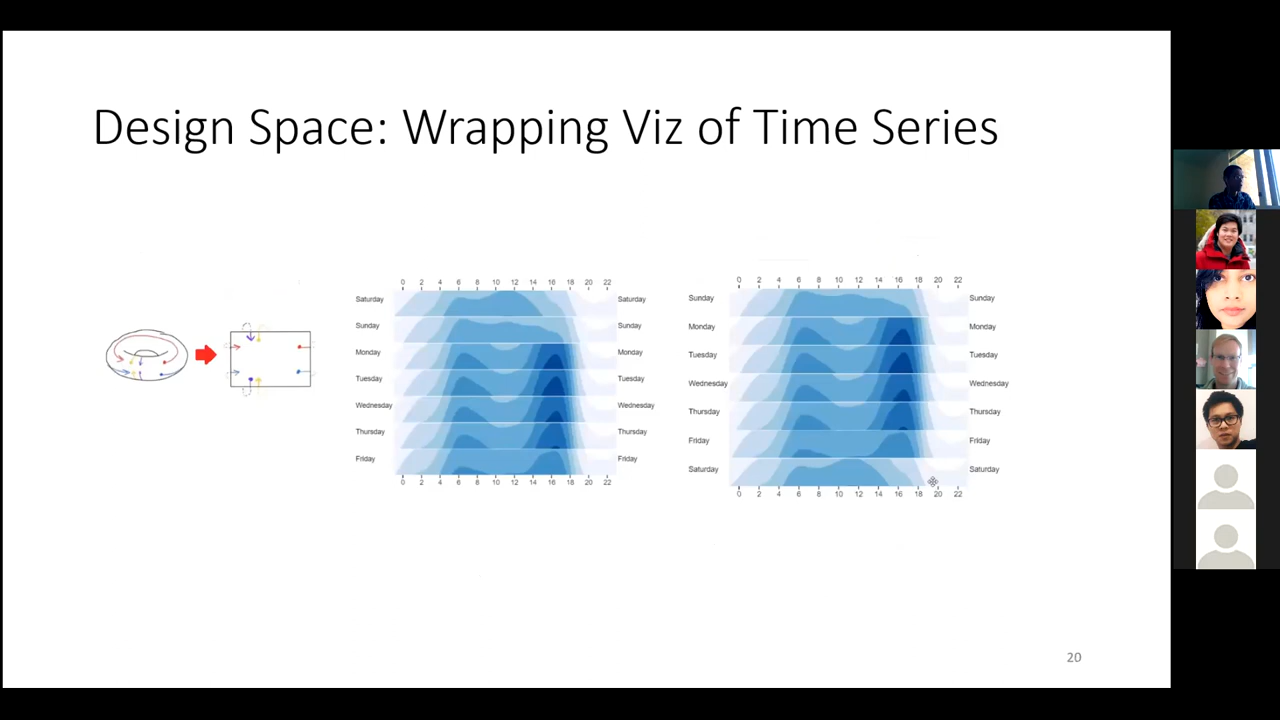 Design Space: Wrapping Viz of Time Series
0 2 4 6 8 10 12 14 16 18 20 22
Saturday Saturday
Sunday Sunday
Monday Monday
Tuesday Tuesday
Wednesday Wednesday
Thursday Thursday
Friday Friday
0 2 4 6 8 10 12 14 16 18 20 22
0 2 4 6 8 10 12 14 16 18 20 22
Sunday Sunday
Monday Monday
Tuesday Tuesday
Wednesday Wednesday
Thursday Thursday
Friday Friday
Saturday Saturday
0 2 4 6 8 10 12 14 16 18 20 22
20